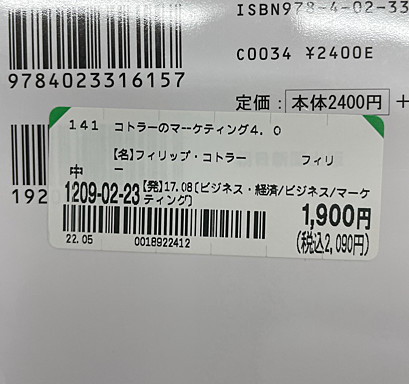 ISBN978-4-02-33
C0034 ¥2400E
9784023316157
定価：本体2400円 +
141 コトラーのマーケティング4.0
【名】フィリップ・コトラー フィリ
中 ー
1209-02-23 【発】17.08〔ビジネス・経済/ビジネス/マーケ
ティング〕
192
1,900円
(税込2,090円)
22.05 0018922412